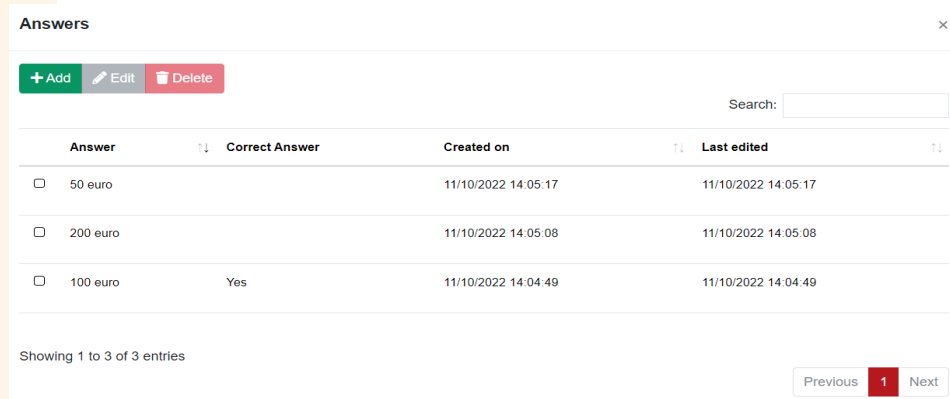 Answers ×
+ Add Edit Delete
Search:
Answer Correct Answer Created on Last edited
50 euro 11/10/2022 14:05:17 11/10/2022 14:05:17
200 euro 11/10/2022 14:05:08 11/10/2022 14:05:08
100 euro Yes 11/10/2022 14:04:49 11/10/2022 14:04:49
Showing 1 to 3 of 3 entries
Previous 1 Next